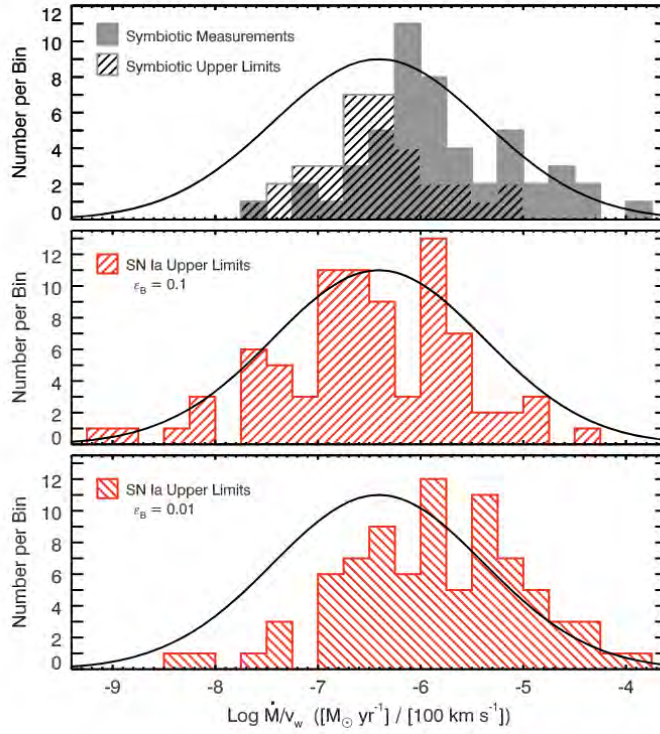 12
10
8
6
4
2
0
Number per Bin
Symbiotic Measurements
Symbiotic Upper Limits
12
10
8
6
4
2
0
Number per Bin
SN Ia Upper Limits
ε_B = 0.1
12
10
8
6
4
2
0
Number per Bin
SN Ia Upper Limits
ε_B = 0.01
-9 -8 -7 -6 -5 -4
Log Ṁ/v_w ([M_⊙ yr⁻¹] / [100 km s⁻¹])